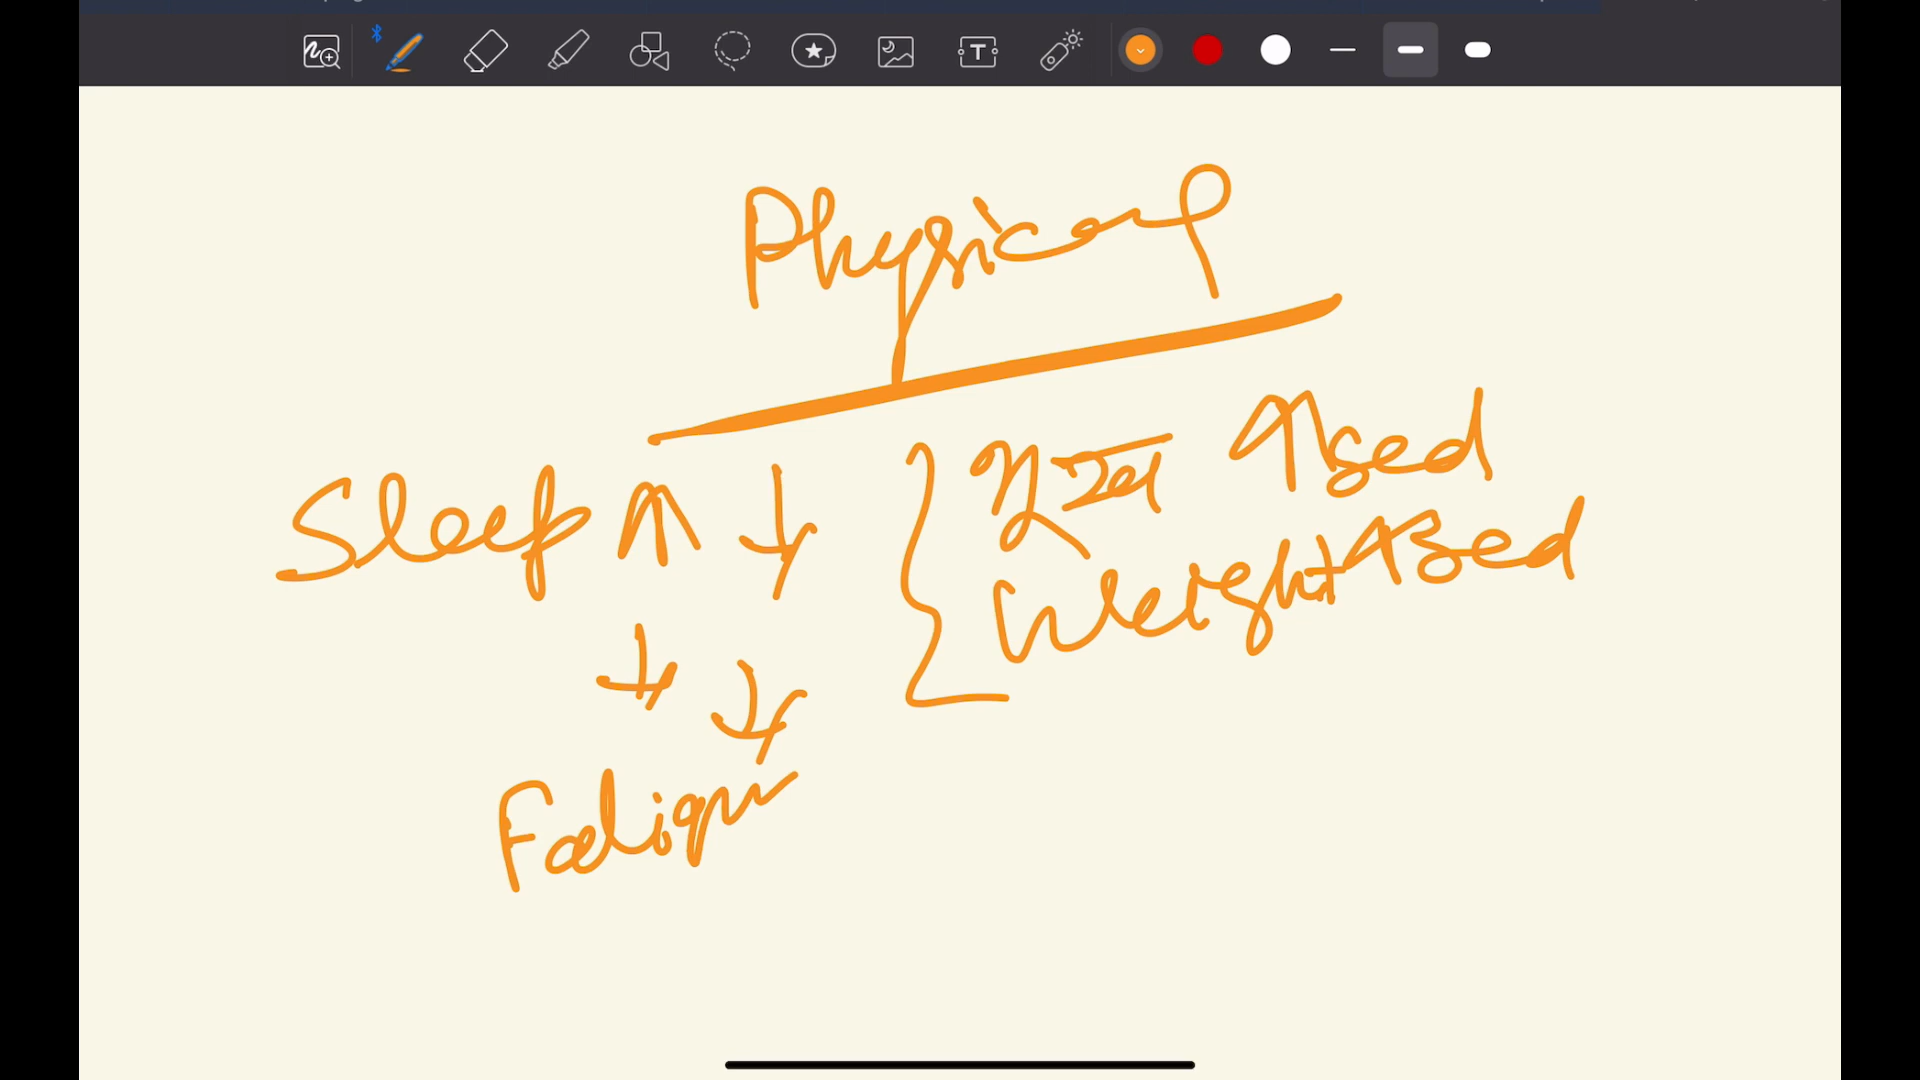 Physical
Sleep ↑ ↓
भूख ↑sed
Weight ↑sed
↓ ↓
Fatigue